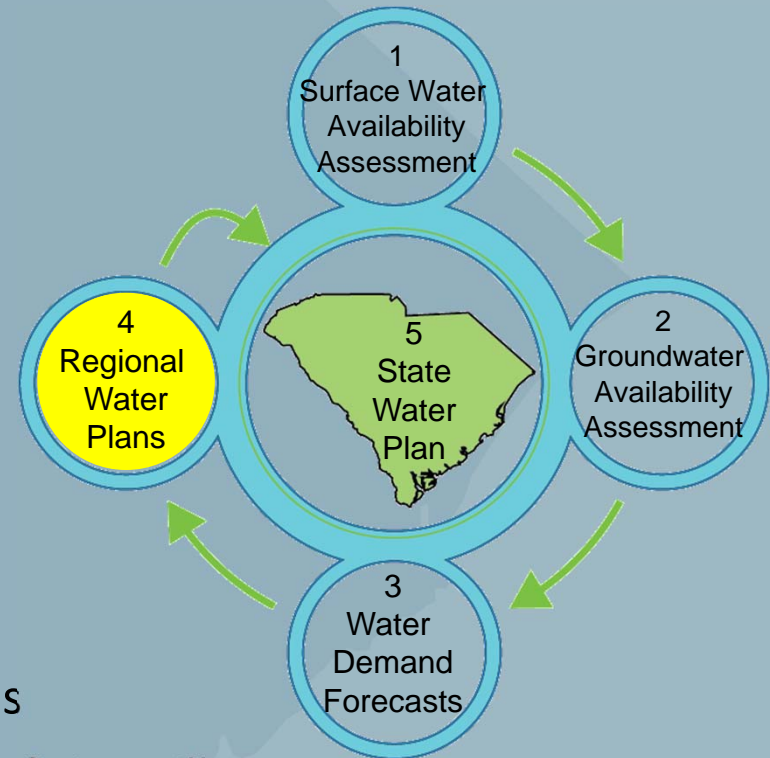 1
Surface Water
Availability
Assessment
2
Groundwater
Availability
Assessment
3
Water
Demand
Forecasts
4
Regional
Water
Plans
5
State
Water
Plan
s